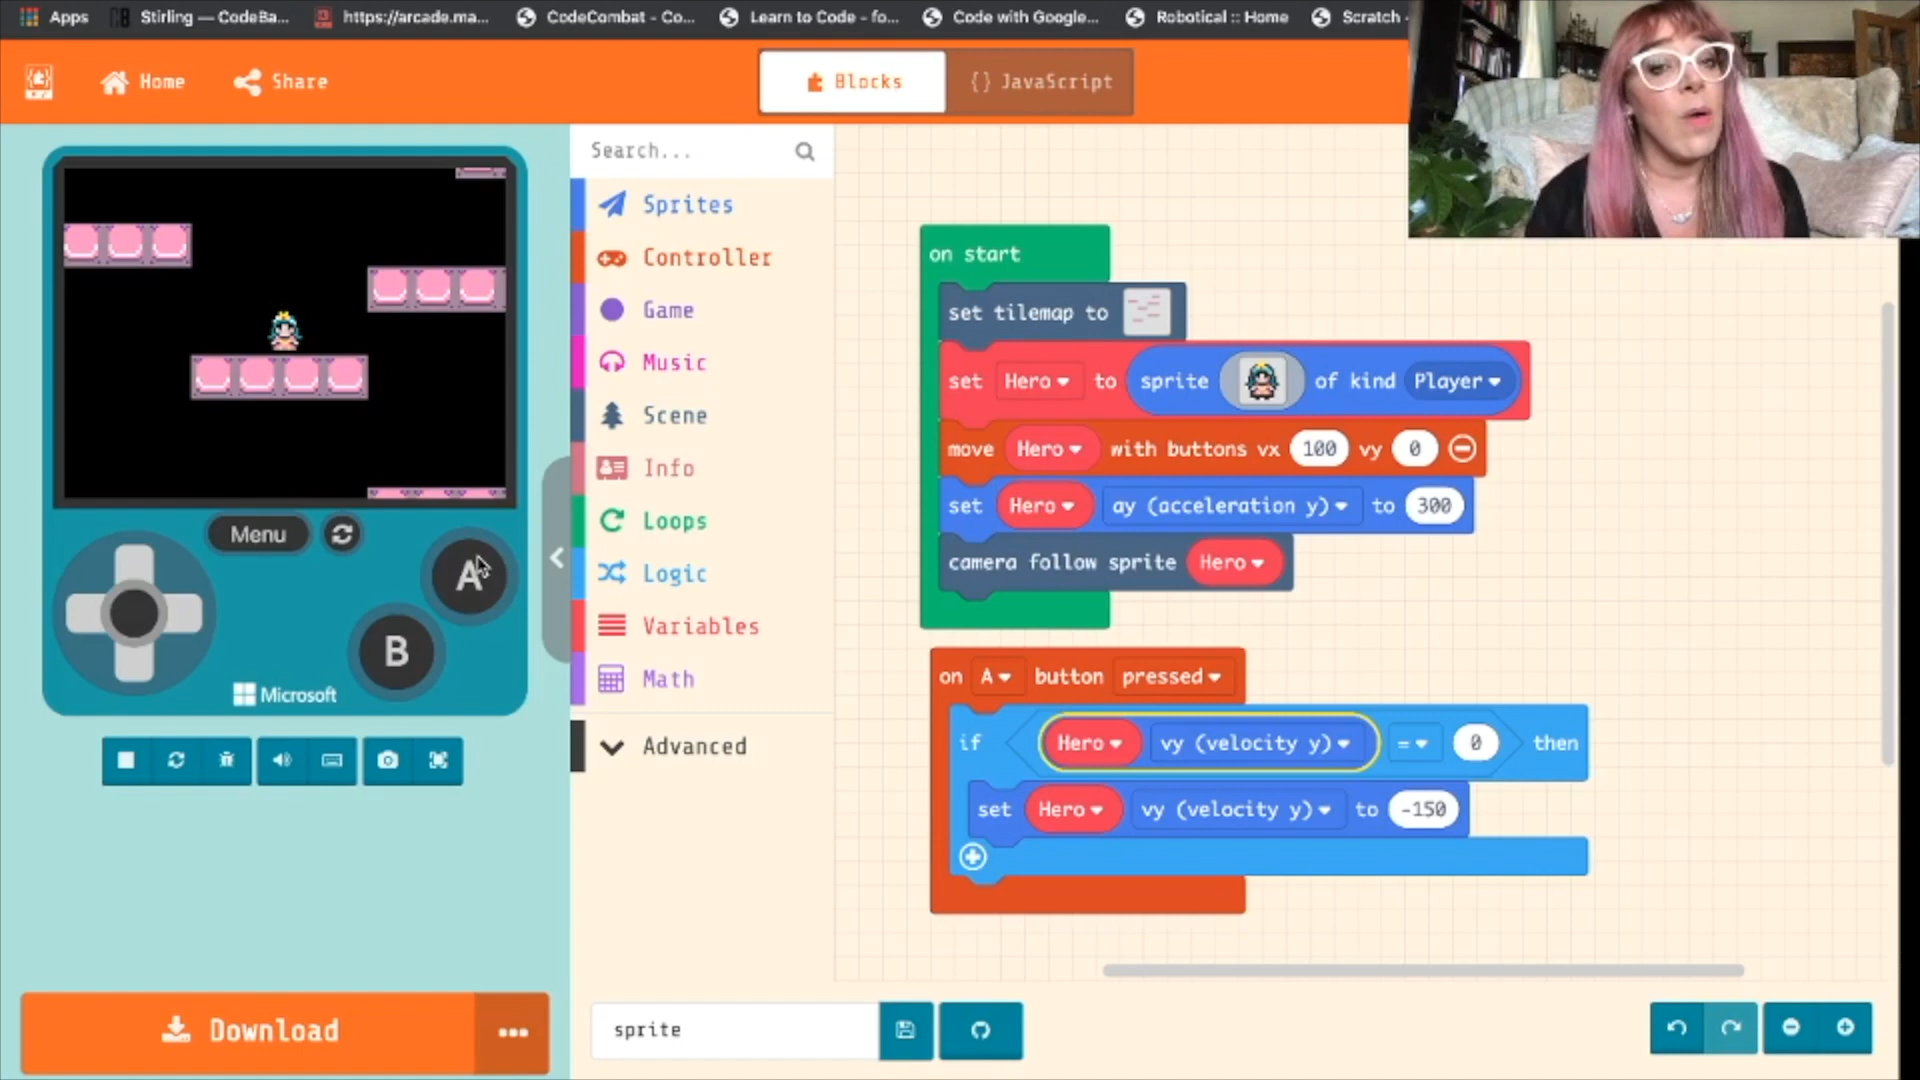 Apps
Stirling — CodeBa...
https://arcade.ma...
CodeCombat - Co...
Learn to Code - fo...
Code with Google...
Robotical :: Home
Scratch -
Home
Share
Blocks
{} JavaScript
Search...
Sprites
Controller
Game
Music
Scene
Info
Loops
Logic
Variables
Math
Advanced
Menu
A
B
Microsoft
on start
set tilemap to
set Hero to sprite of kind Player
move Hero with buttons vx 100 vy 0
set Hero ay (acceleration y) to 300
camera follow sprite Hero
on A button pressed
if Hero vy (velocity y) = 0 then
set Hero vy (velocity y) to -150
Download
...
sprite